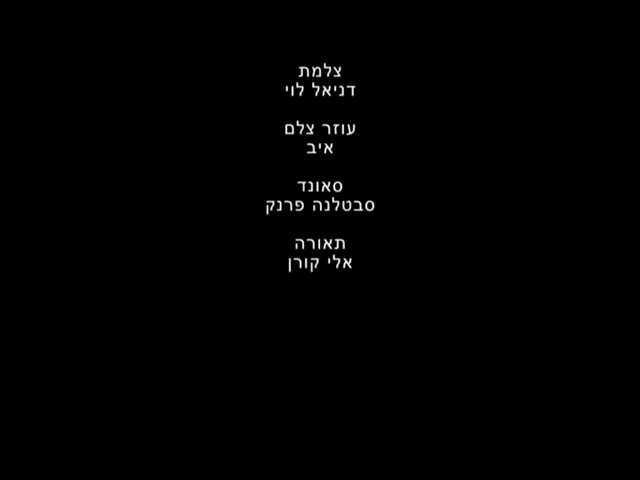 צלמת
דניאל לוי
עוזר צלם
איב
סאונד
סבטלנה פרנק
תאורה
אלי קורן